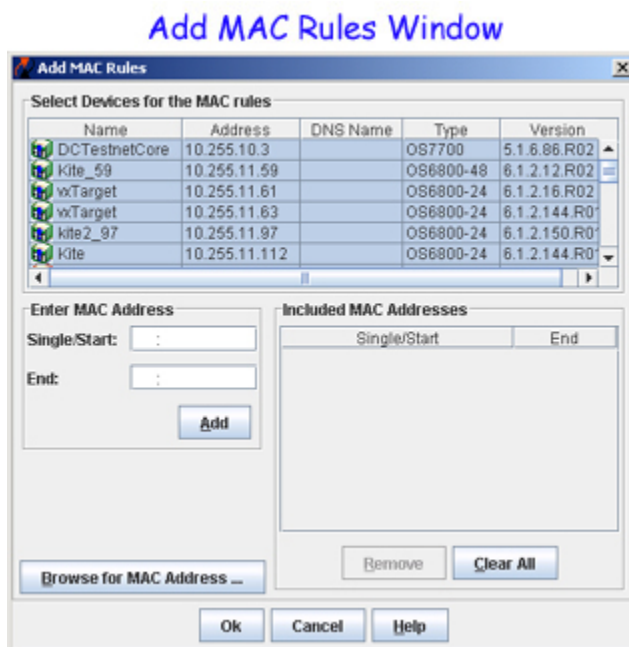 Add MAC Rules Window
Add MAC Rules
Select Devices for the MAC rules
Name Address DNS Name Type Version
DCTestnetCore 10.255.10.3 OS7700 5.1.6.86.R02
Kite_59 10.255.11.59 OS6800-48 6.1.2.12.R02
vxTarget 10.255.11.61 OS6800-24 6.1.2.16.R02
vxTarget 10.255.11.63 OS6800-24 6.1.2.144.R0
kite2_97 10.255.11.97 OS6800-24 6.1.2.150.R0
Kite 10.255.11.112 OS6800-24 6.1.2.144.R0
Enter MAC Address Included MAC Addresses
Single/Start: : Single/Start End
End: :
Add
Remove Clear All
Browse for MAC Address ...
Ok Cancel Help